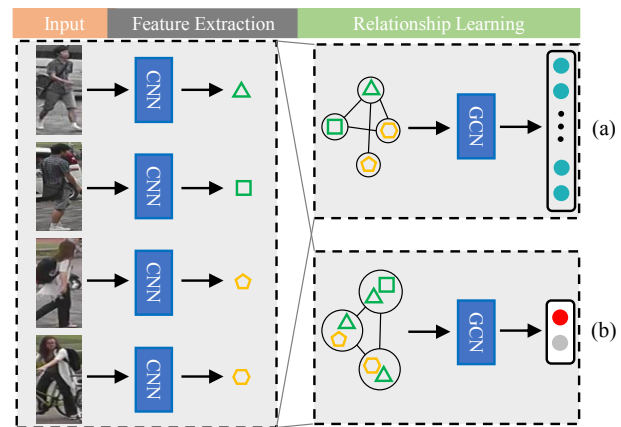 Input
Feature Extraction
Relationship Learning
CNN
CNN
CNN
CNN
GCN
(a)
GCN
(b)